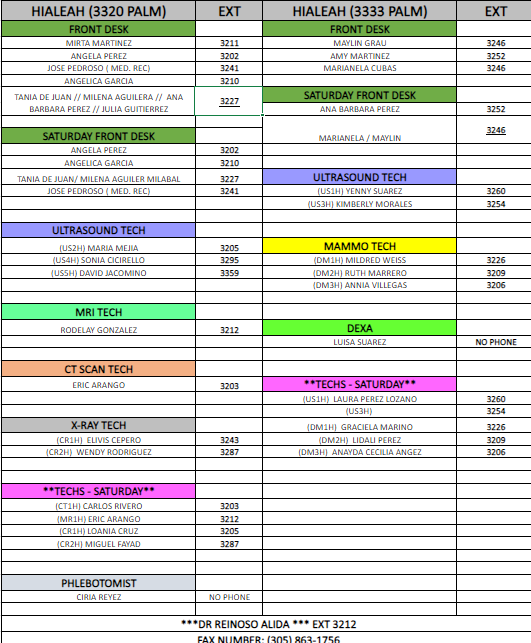 HIALEAH (3320 PALM) EXT
FRONT DESK
MIRTA MARTINEZ 3211
ANGELA PEREZ 3202
JOSE PEDROSO ( MED. REC) 3241
ANGELICA GARCIA 3210
TANIA DE JUAN // MILENA AGUILERA // ANA
BARBARA PEREZ // JULIA GUITIERREZ 3227
SATURDAY FRONT DESK
ANGELA PEREZ 3202
ANGELICA GARCIA 3210
TANIA DE JUAN/ MILENA AGUILER MILABAL 3227
JOSE PEDROSO ( MED. REC) 3241
ULTRASOUND TECH
(US2H) MARIA MEJIA 3205
(US4H) SONIA CICIRELLO 3295
(US5H) DAVID JACOMINO 3359
MRI TECH
RODELAY GONZALEZ 3212
CT SCAN TECH
ERIC ARANGO 3203
X-RAY TECH
(CR1H) ELIVIS CEPERO 3243
(CR2H) WENDY RODRIGUEZ 3287
**TECHS - SATURDAY**
(CT1H) CARLOS RIVERO 3203
(MR1H) ERIC ARANGO 3212
(CR1H) LOANIA CRUZ 3205
(CR2H) MIGUEL FAYAD 3287
PHLEBOTOMIST
CIRIA REYEZ NO PHONE
HIALEAH (3333 PALM) EXT
FRONT DESK
MAYLIN GRAU 3246
AMY MARTINEZ 3252
MARIANELA CUBAS 3246
SATURDAY FRONT DESK
ANA BARBARA PEREZ 3252
MARIANELA / MAYLIN 3246
ULTRASOUND TECH
(US1H) YENNY SUAREZ 3260
(US3H) KIMBERLY MORALES 3254
MAMMO TECH
(DM1H) MILDRED WEISS 3226
(DM2H) RUTH MARRERO 3209
(DM3H) ANNIA VILLEGAS 3206
DEXA
LUISA SUAREZ NO PHONE
**TECHS - SATURDAY**
(US1H) LAURA PEREZ LOZANO 3260
(US3H) 3254
(DM1H) GRACIELA MARINO 3226
(DM2H) LIDALI PEREZ 3209
(DM3H) ANAYDA CECILIA ANGEZ 3206
***DR REINOSO ALIDA *** EXT 3212
FAX NUMBER: (305) 863-1756